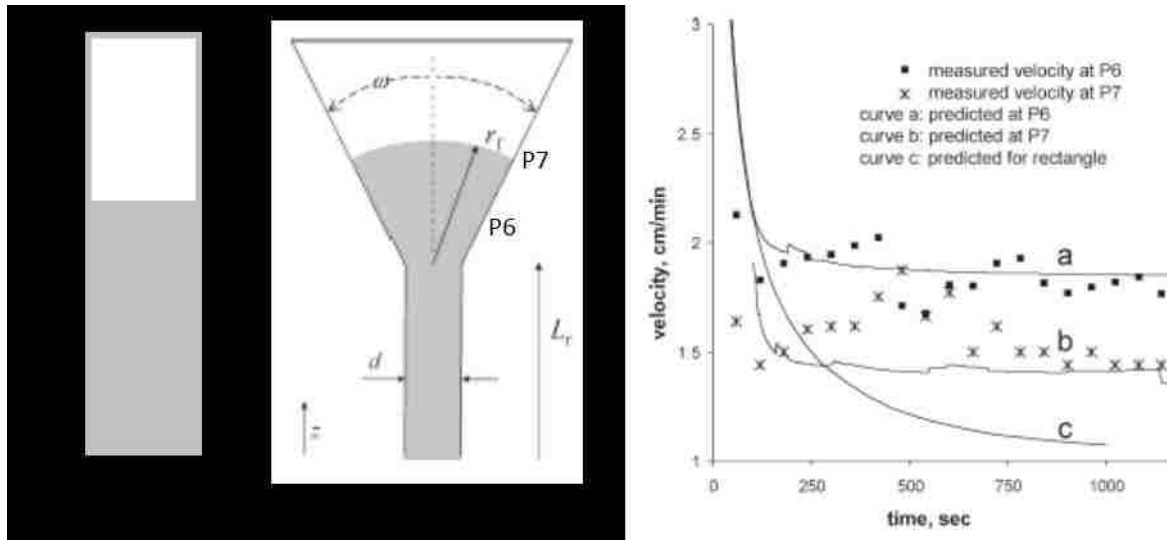 ω
r_f
P7
P6
L_r
d
z
3
2.5
2
1.5
1
velocity, cm/min
■ measured velocity at P6
× measured velocity at P7
curve a: predicted at P6
curve b: predicted at P7
curve c: predicted for rectangle
a
b
c
0
250
500
750
1000
time, sec